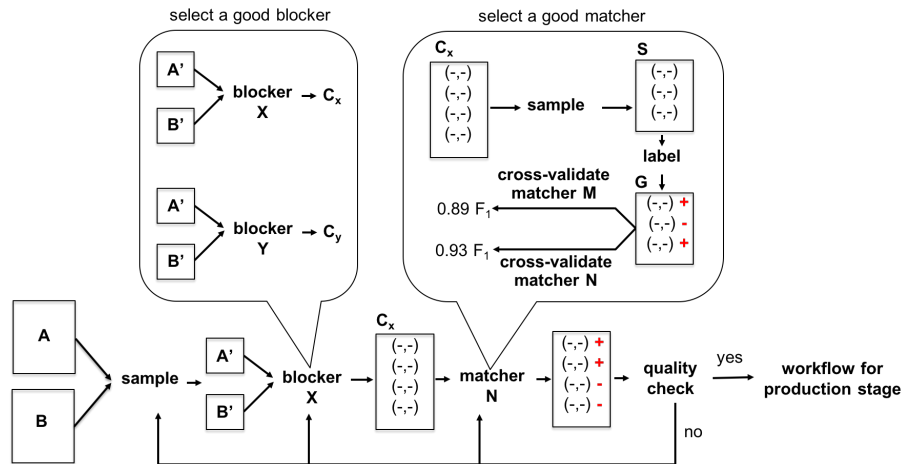 select a good blocker
A’
B’
blocker
X
Cx
A’
B’
blocker
Y
Cy
select a good matcher
Cx
(-,-)
(-,-)
(-,-)
(-,-)
sample
S
(-,-)
(-,-)
(-,-)
label
G
(-,-) +
(-,-) -
(-,-) +
cross-validate
matcher M
0.89 F1
0.93 F1
cross-validate
matcher N
A
B
sample
A’
B’
blocker
X
Cx
(-,-)
(-,-)
(-,-)
(-,-)
matcher
N
(-,-) +
(-,-) +
(-,-) -
(-,-) -
quality
check
yes
no
workflow for
production stage